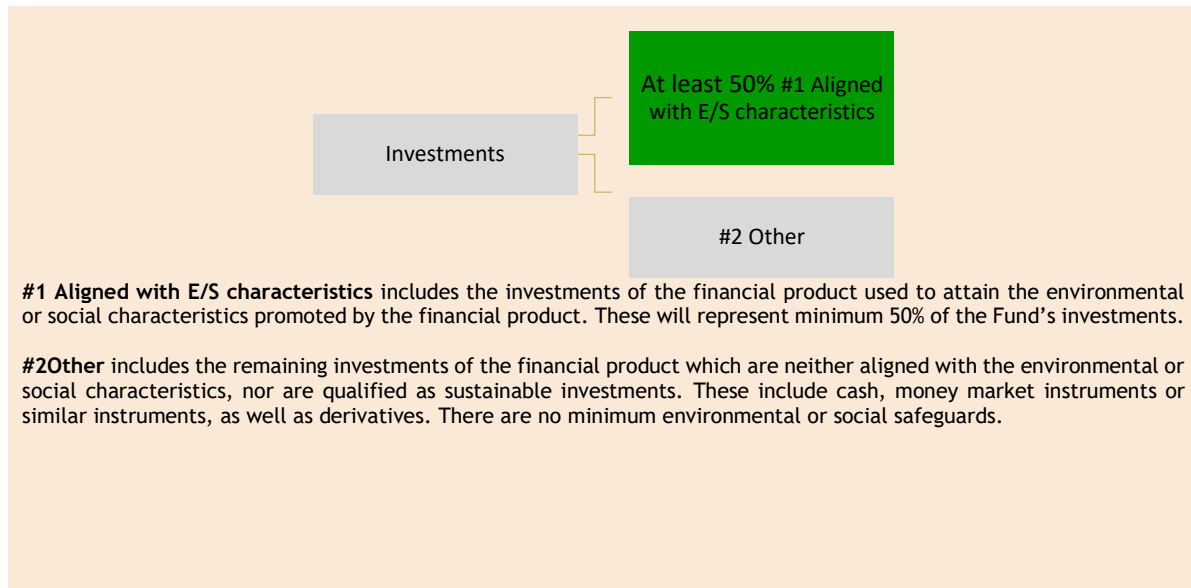 At least 50% #1 Aligned
with E/S characteristics
Investments
#2 Other
#1 Aligned with E/S characteristics includes the investments of the financial product used to attain the environmental
or social characteristics promoted by the financial product. These will represent minimum 50% of the Fund’s investments.
#2Other includes the remaining investments of the financial product which are neither aligned with the environmental or
social characteristics, nor are qualified as sustainable investments. These include cash, money market instruments or
similar instruments, as well as derivatives. There are no minimum environmental or social safeguards.